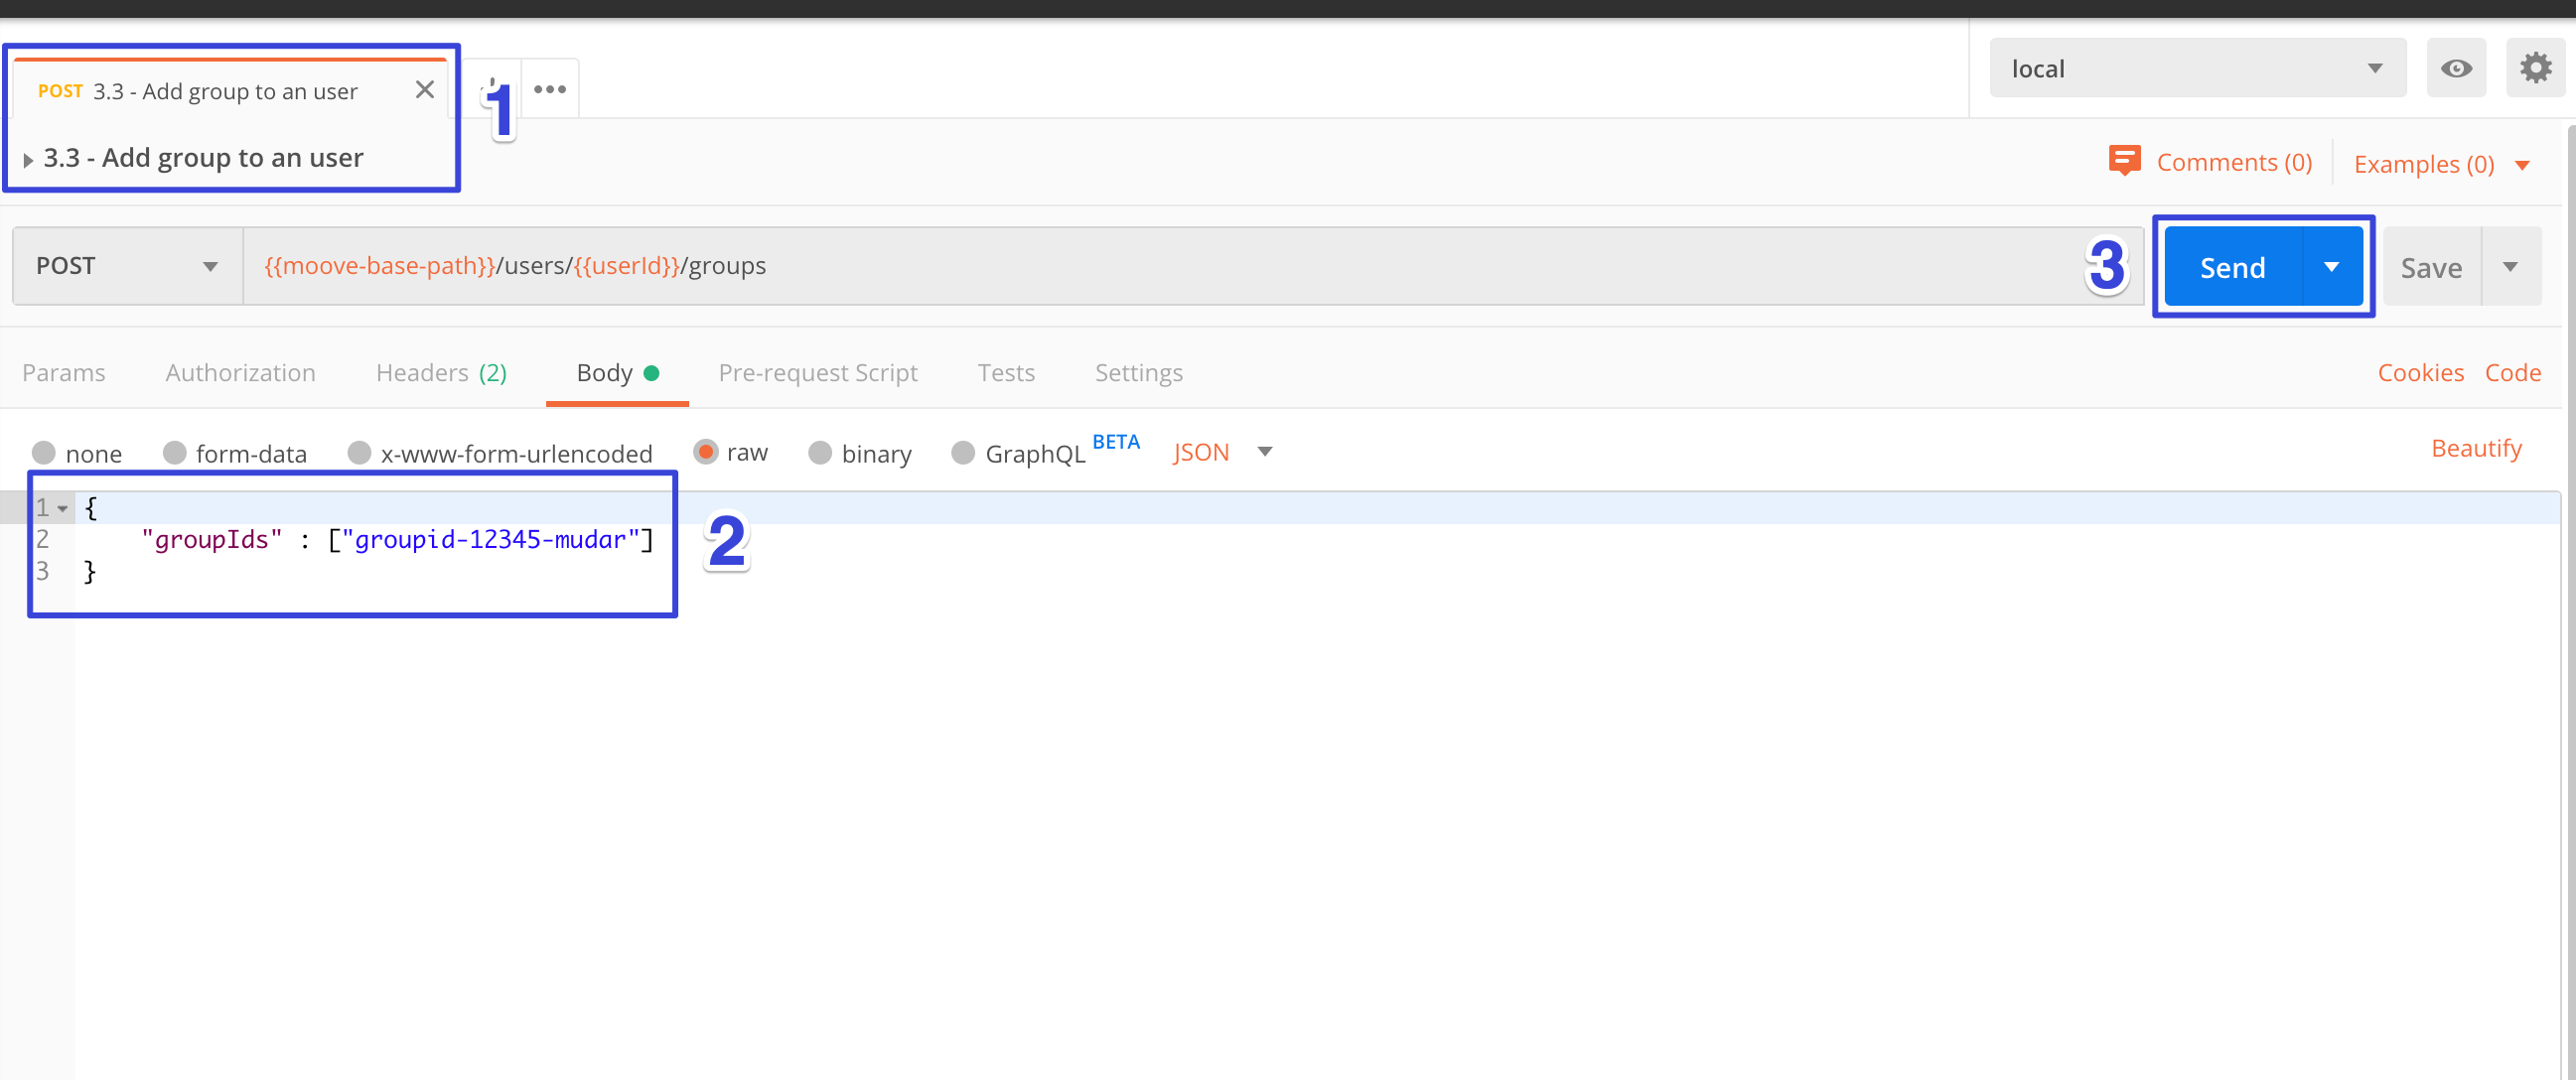 POST 3.3 - Add group to an user
1
local
3.3 - Add group to an user
Comments (0)
Examples (0)
POST
{{moove-base-path}}/users/{{userId}}/groups
3
Send
Save
Params Authorization Headers (2) Body Pre-request Script Tests Settings
Cookies Code
none form-data x-www-form-urlencoded raw binary GraphQL BETA JSON
Beautify
1 {
2 "groupIds" : ["groupid-12345-mudar"]
3 }
2